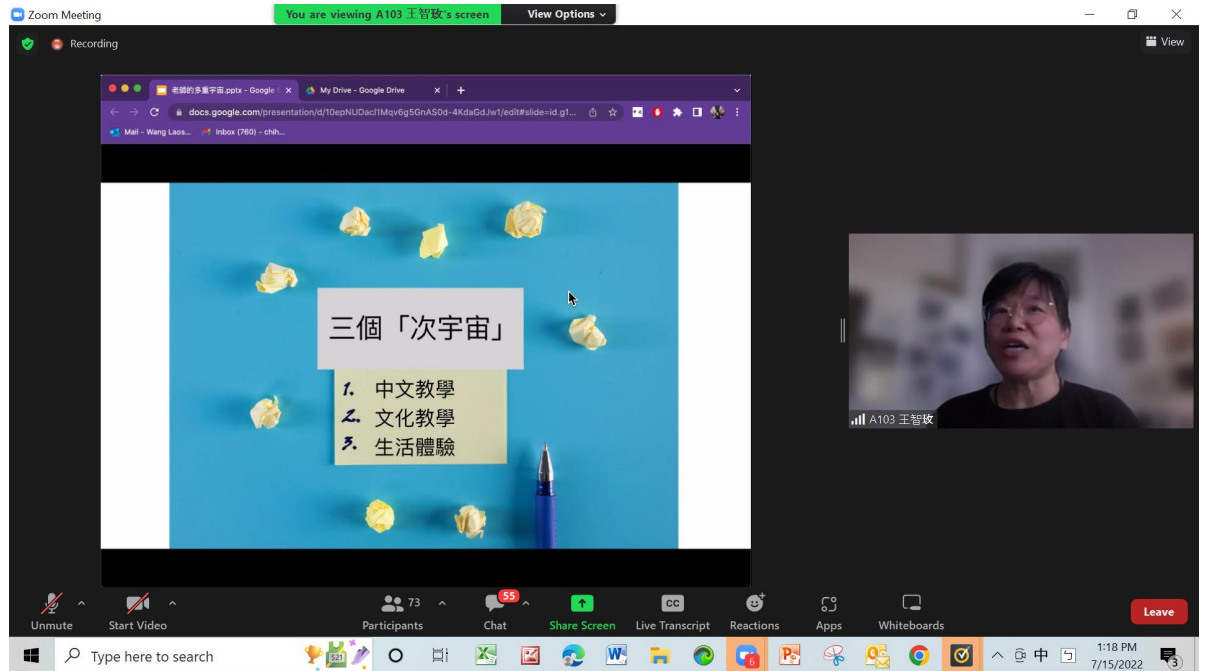 Zoom Meeting
You are viewing A103 王智玫's screen
View Options
Recording
View
老師的多重宇宙.pptx - Google
My Drive - Google Drive
docs.google.com/presentation/d/10epNUDacI1Mqv6g5GnAS0d-4KdaGdJw1/edit#slide=id.g1...
Mail - Wang Laos...
Inbox (760) - chih...
三個「次宇宙」
1. 中文教學
2. 文化教學
3. 生活體驗
A103 王智玫
Unmute
Start Video
73
Participants
55
Chat
Share Screen
CC
Live Transcript
Reactions
Apps
Whiteboards
Leave
Type here to search
521
6
中
1:18 PM
7/15/2022
3